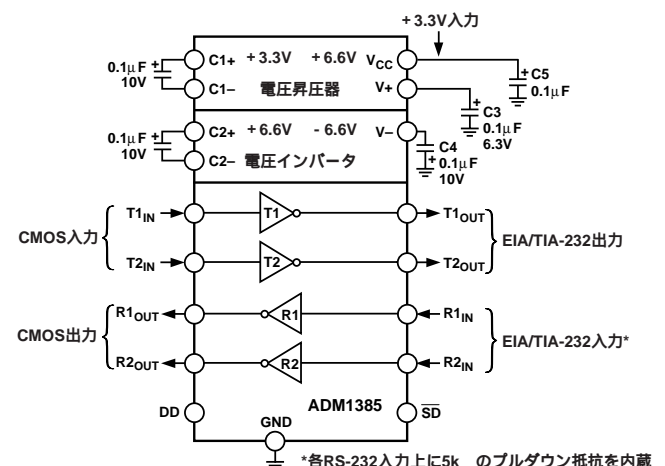 +3.3V入力
0.1μF
10V
C1+ +3.3V +6.6V VCC
C1– 電圧昇圧器 V+
C5
0.1μF
C3
0.1μF
6.3V
0.1μF
10V
C2+ +6.6V -6.6V V–
C2– 電圧インバータ
C4
0.1μF
10V
CMOS入力
T1IN T1 T1OUT
T2IN T2 T2OUT
EIA/TIA-232出力
CMOS出力
R1OUT R1 R1IN
R2OUT R2 R2IN
EIA/TIA-232入力*
DD ADM1385 SD
GND
*各RS-232入力上に5k のプルダウン抵抗を内蔵